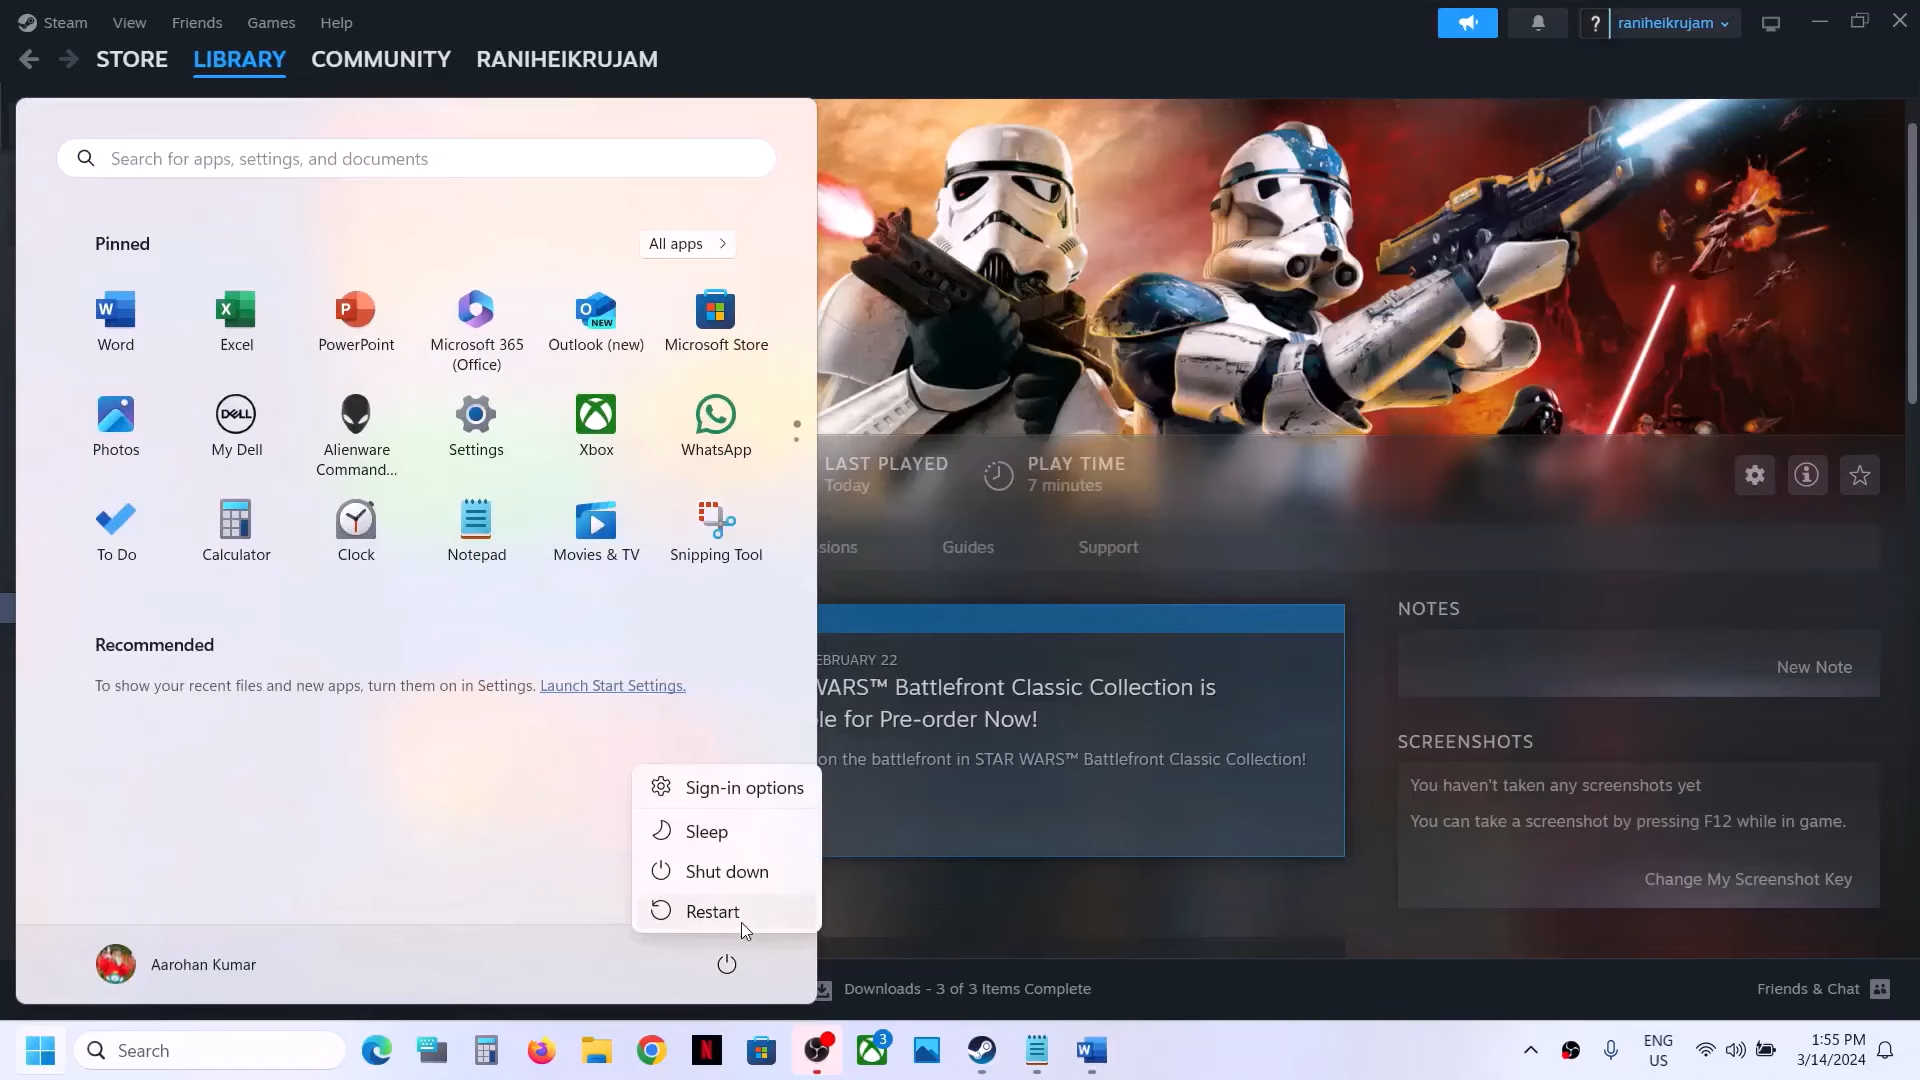 Steam View Friends Games Help
raniheikrujam
STORE LIBRARY COMMUNITY RANIHEIKRUJAM
Search for apps, settings, and documents
Pinned
All apps
Word Excel PowerPoint Microsoft 365 (Office) Outlook (new) Microsoft Store
Photos My Dell Alienware Command... Settings Xbox WhatsApp
To Do Calculator Clock Notepad Movies & TV Snipping Tool
Recommended
To show your recent files and new apps, turn them on in Settings. Launch Start Settings.
Sign-in options
Sleep
Shut down
Restart
Aarohan Kumar
LAST PLAYED
Today
PLAY TIME
7 minutes
ssions Guides Support
EBRUARY 22
WARS™ Battlefront Classic Collection is
le for Pre-order Now!
on the battlefront in STAR WARS™ Battlefront Classic Collection!
NOTES
New Note
SCREENSHOTS
You haven't taken any screenshots yet
You can take a screenshot by pressing F12 while in game.
Change My Screenshot Key
Downloads - 3 of 3 Items Complete
Friends & Chat
Search
3
ENG
US
1:55 PM
3/14/2024